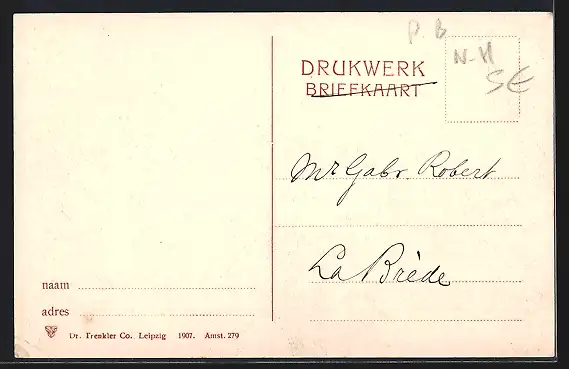 P. B
N-H
5€
DRUKWERK
BRIEFKAART
Mr Gabr. Robert
La Brède
naam
adres
Dr. Trenkler Co. Leipzig 1907. Amst. 279